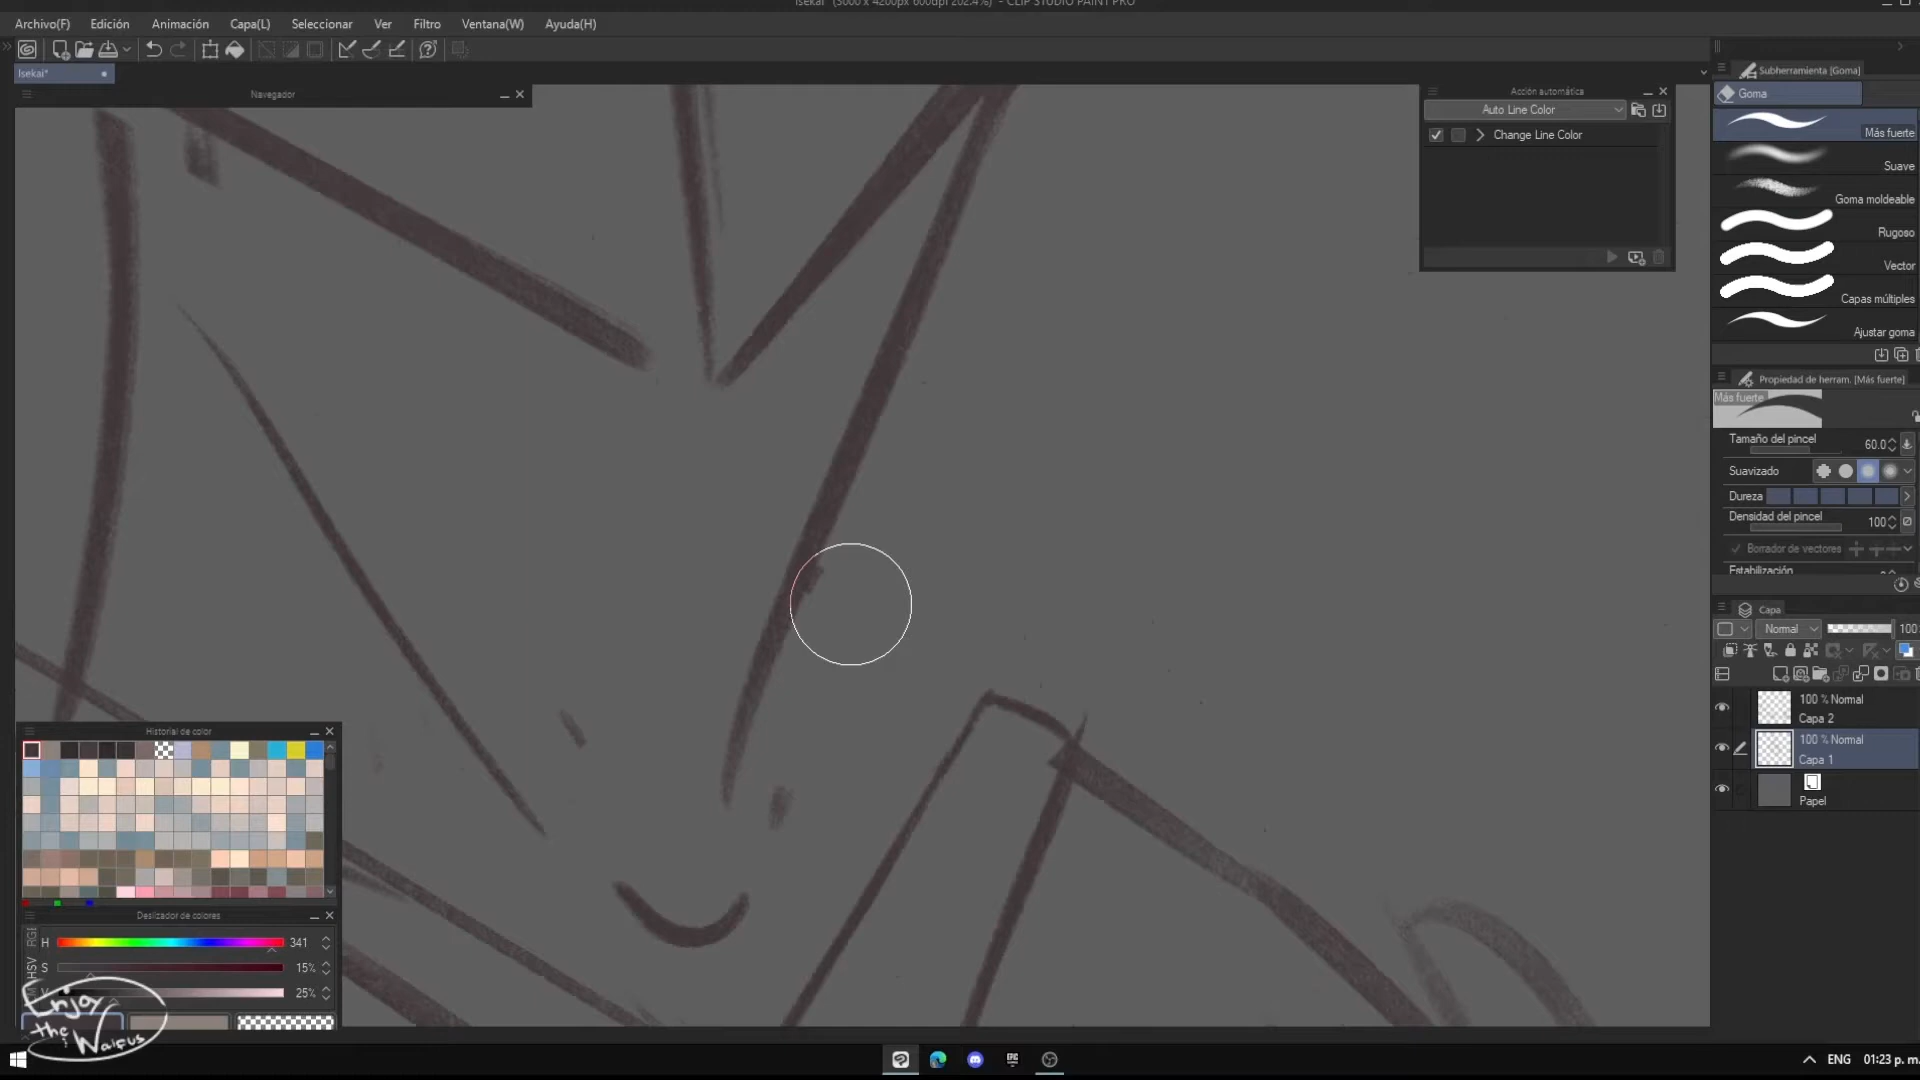 Isekai* (5000 x 4200px 600dpi 202.4%) - CLIP STUDIO PAINT PRO
Archivo(F) Edición Animación Capa(L) Seleccionar Ver Filtro Ventana(W) Ayuda(H)
Isekai*
Navegador
Acción automática
Auto Line Color
Change Line Color
Subherramienta [Goma]
Goma
Más fuerte
Suave
Goma moldeable
Rugoso
Vector
Capas múltiples
Ajustar goma
Propiedad de herram. [Más fuerte]
Más fuerte
Tamaño del pincel 60.0
Suavizado
Dureza
Densidad del pincel 100
Borrador de vectores
Estabilización
Capa
Normal 100
100 % Normal
Capa 2
100 % Normal
Capa 1
Papel
Historial de color
Deslizador de colores
RGB
HSV
H 341
S 15%
V 25%
Enjoy
the
Waifus
ENG 01:23 p. m.